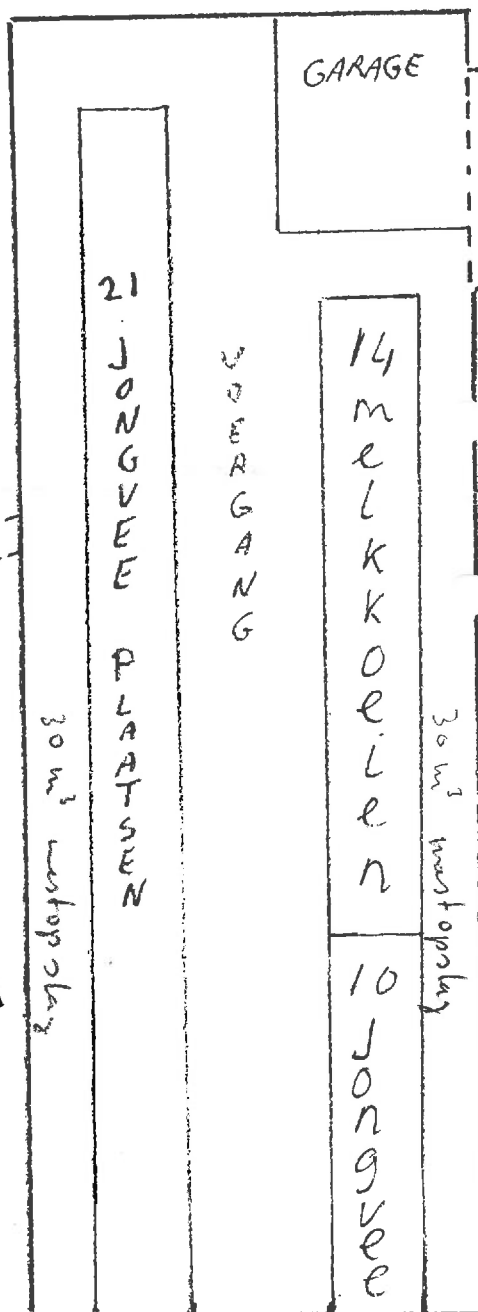 GARAGE
21 JONGVEE PLAATSEN
VOERGANG
14 melkkoeien
10 Jongvee
30 m³ mestopslag
30 m³ mestopslag